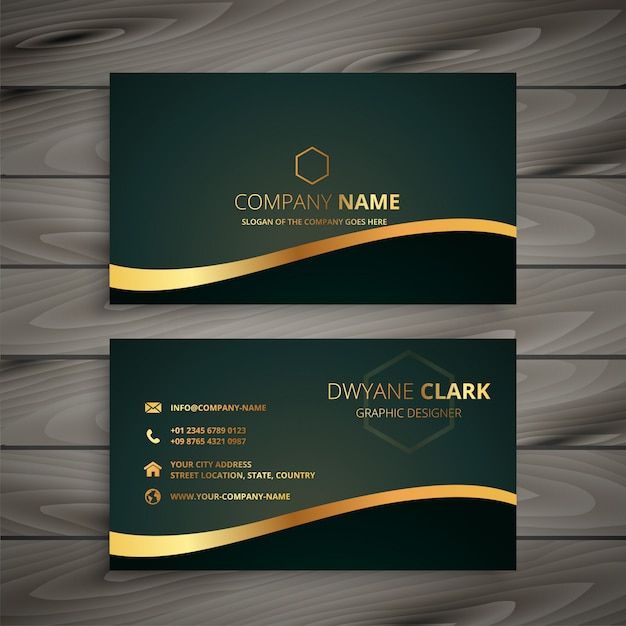 COMPANY NAME
SLOGAN OF THE COMPANY GOES HERE
DWYANE CLARK
GRAPHIC DESIGNER
INFO@COMPANY-NAME
+01 2345 6789 0123
+09 8765 4321 0987
YOUR CITY ADDRESS
STREET LOCATION, STATE, COUNTRY
WWW.YOUR-COMPANY-NAME